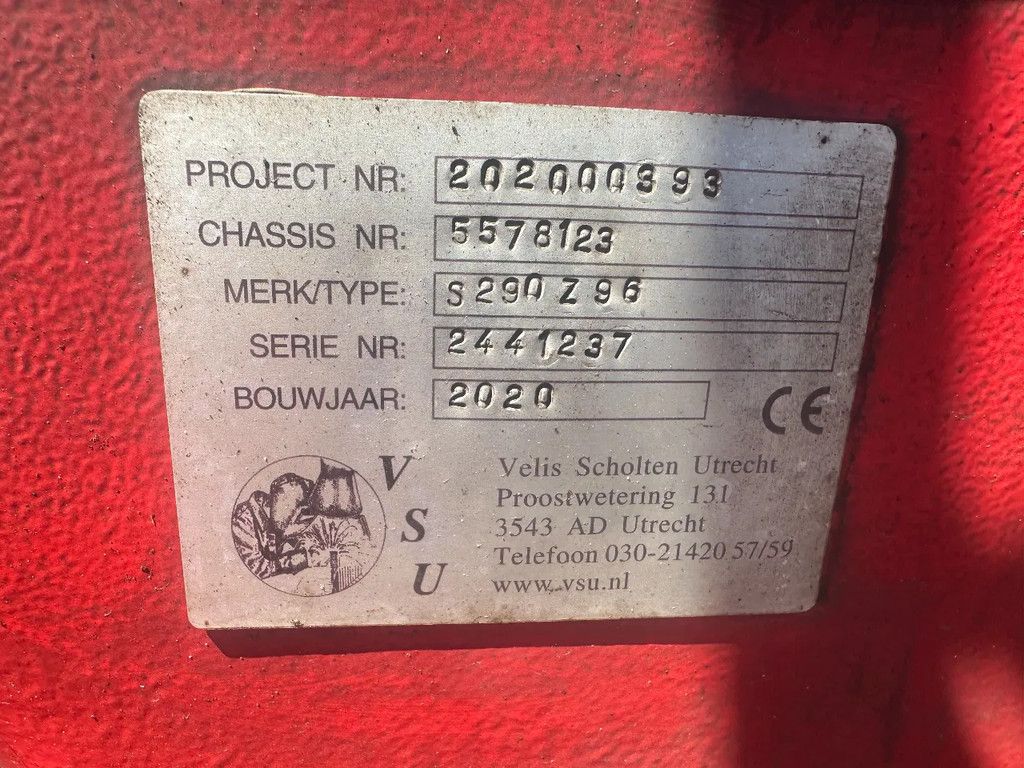 PROJECT NR: 202000393
CHASSIS NR: 5578123
MERK/TYPE: S290Z96
SERIE NR: 2441237
BOUWJAAR: 2020
CE
V
S
U
Velis Scholten Utrecht
Proostwetering 131
3543 AD Utrecht
Telefoon 030-21420 57/59
www.vsu.nl